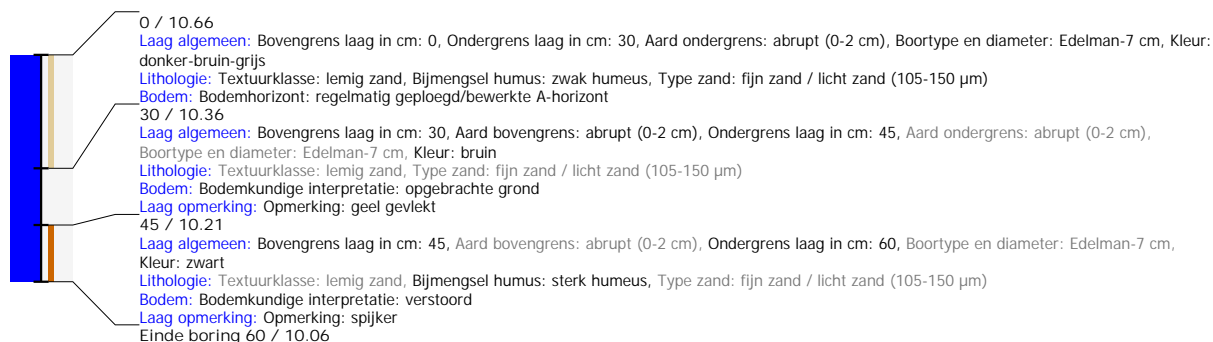 0 / 10.66
Laag algemeen: Bovengrens laag in cm: 0, Ondergrens laag in cm: 30, Aard ondergrens: abrupt (0-2 cm), Boortype en diameter: Edelman-7 cm, Kleur:
donker-bruin-grijs
Lithologie: Textuurklasse: lemig zand, Bijmengsel humus: zwak humeus, Type zand: fijn zand / licht zand (105-150 µm)
Bodem: Bodemhorizont: regelmatig geploegd/bewerkte A-horizont
30 / 10.36
Laag algemeen: Bovengrens laag in cm: 30, Aard bovengrens: abrupt (0-2 cm), Ondergrens laag in cm: 45, Aard ondergrens: abrupt (0-2 cm),
Boortype en diameter: Edelman-7 cm, Kleur: bruin
Lithologie: Textuurklasse: lemig zand, Type zand: fijn zand / licht zand (105-150 µm)
Bodem: Bodemkundige interpretatie: opgebrachte grond
Laag opmerking: Opmerking: geel gevlekt
45 / 10.21
Laag algemeen: Bovengrens laag in cm: 45, Aard bovengrens: abrupt (0-2 cm), Ondergrens laag in cm: 60, Boortype en diameter: Edelman-7 cm,
Kleur: zwart
Lithologie: Textuurklasse: lemig zand, Bijmengsel humus: sterk humeus, Type zand: fijn zand / licht zand (105-150 µm)
Bodem: Bodemkundige interpretatie: verstoord
Laag opmerking: Opmerking: spijker
Einde boring 60 / 10.06